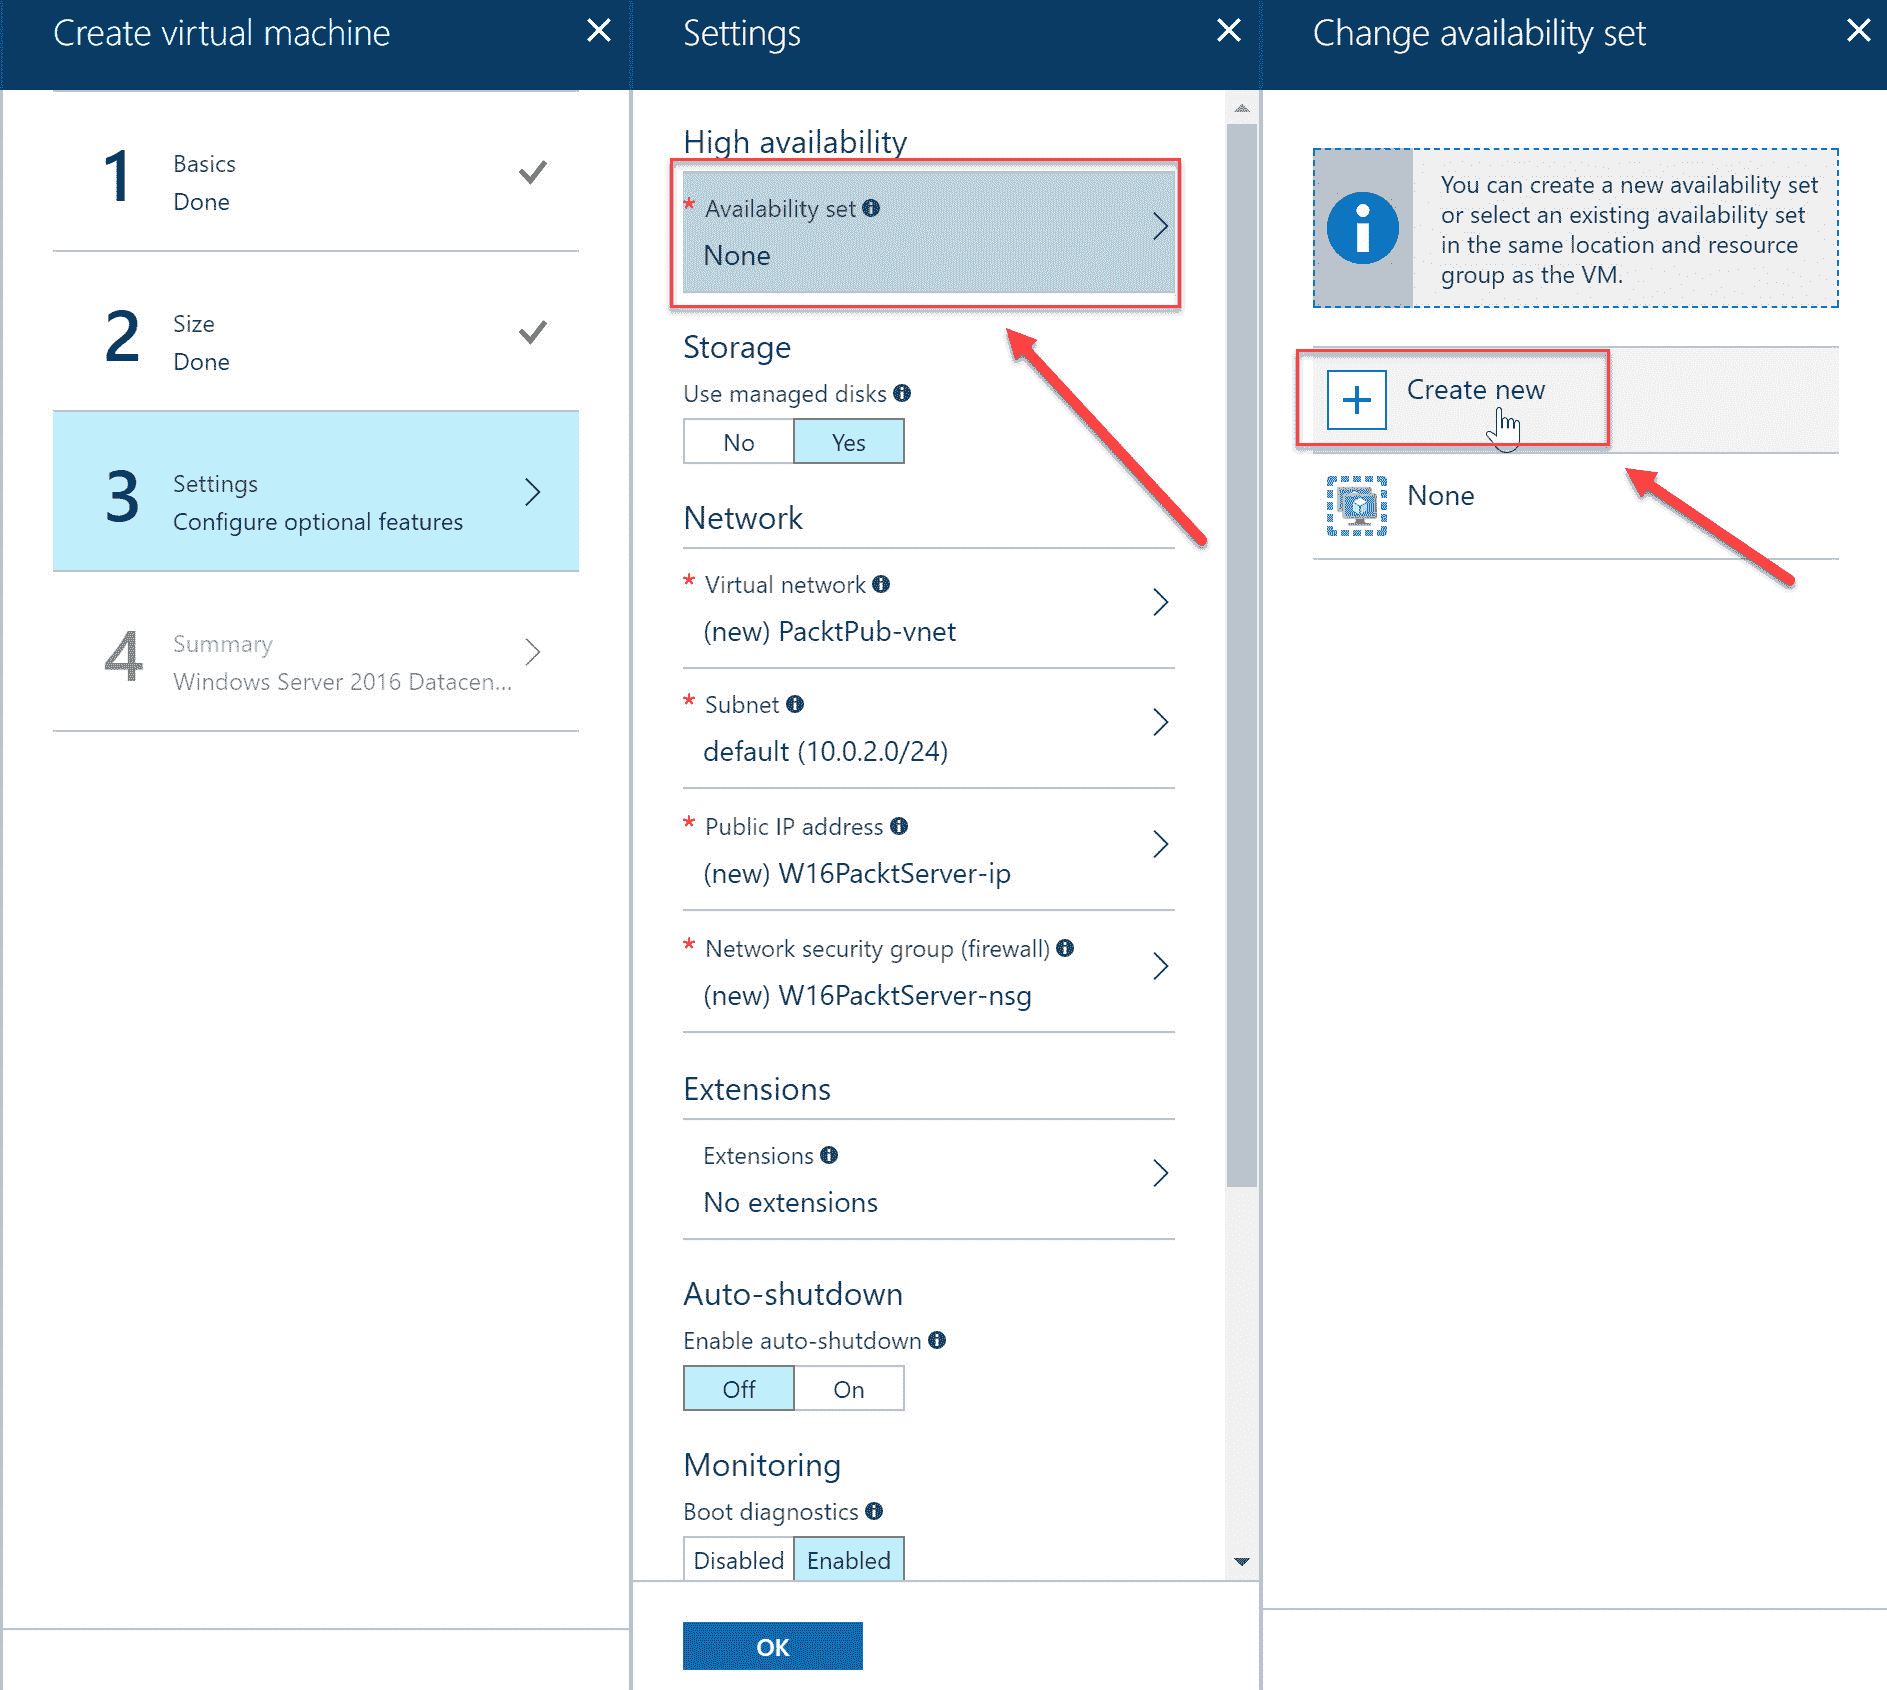 Create virtual machine
1
Basics
Done
2
Size
Done
3
Settings
Configure optional features
4
Summary
Windows Server 2016 Datacen...
Settings
High availability
* Availability set
None
Storage
Use managed disks
No
Yes
Network
* Virtual network
(new) PacktPub-vnet
* Subnet
default (10.0.2.0/24)
* Public IP address
(new) W16PacktServer-ip
* Network security group (firewall)
(new) W16PacktServer-nsg
Extensions
Extensions
No extensions
Auto-shutdown
Enable auto-shutdown
Off
On
Monitoring
Boot diagnostics
Disabled
Enabled
OK
Change availability set
You can create a new availability set
or select an existing availability set
in the same location and resource
group as the VM.
Create new
None